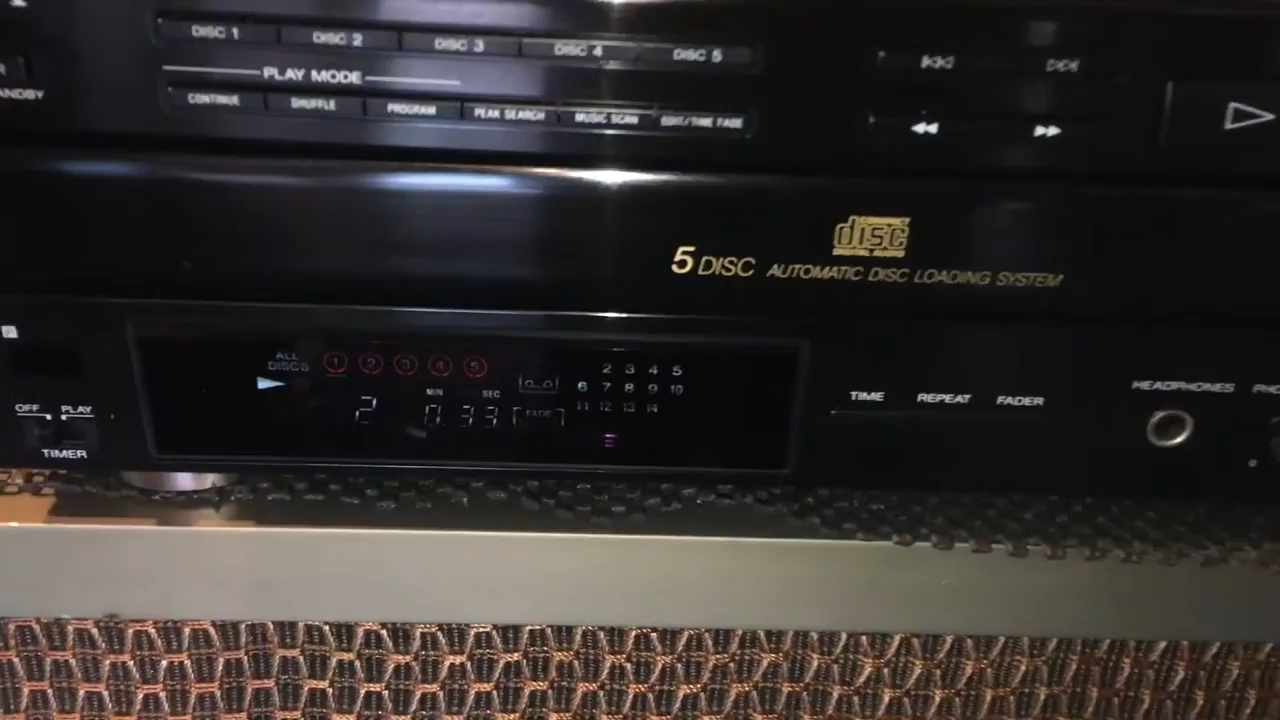 DISC 1 DISC 2 DISC 3 DISC 4 DISC 5
PLAY MODE
CONTINUE SHUFFLE PROGRAM PEAK SEARCH MUSIC SCAN EDIT/TIME FADE
COMPACT
disc
DIGITAL AUDIO
5 DISC AUTOMATIC DISC LOADING SYSTEM
ALL
DISCS 1 2 3 4 5
MIN SEC
2 0.33 FADE
2 3 4 5
6 7 8 9 10
11 12 13 14
OFF PLAY
TIMER
TIME REPEAT FADER
HEADPHONES